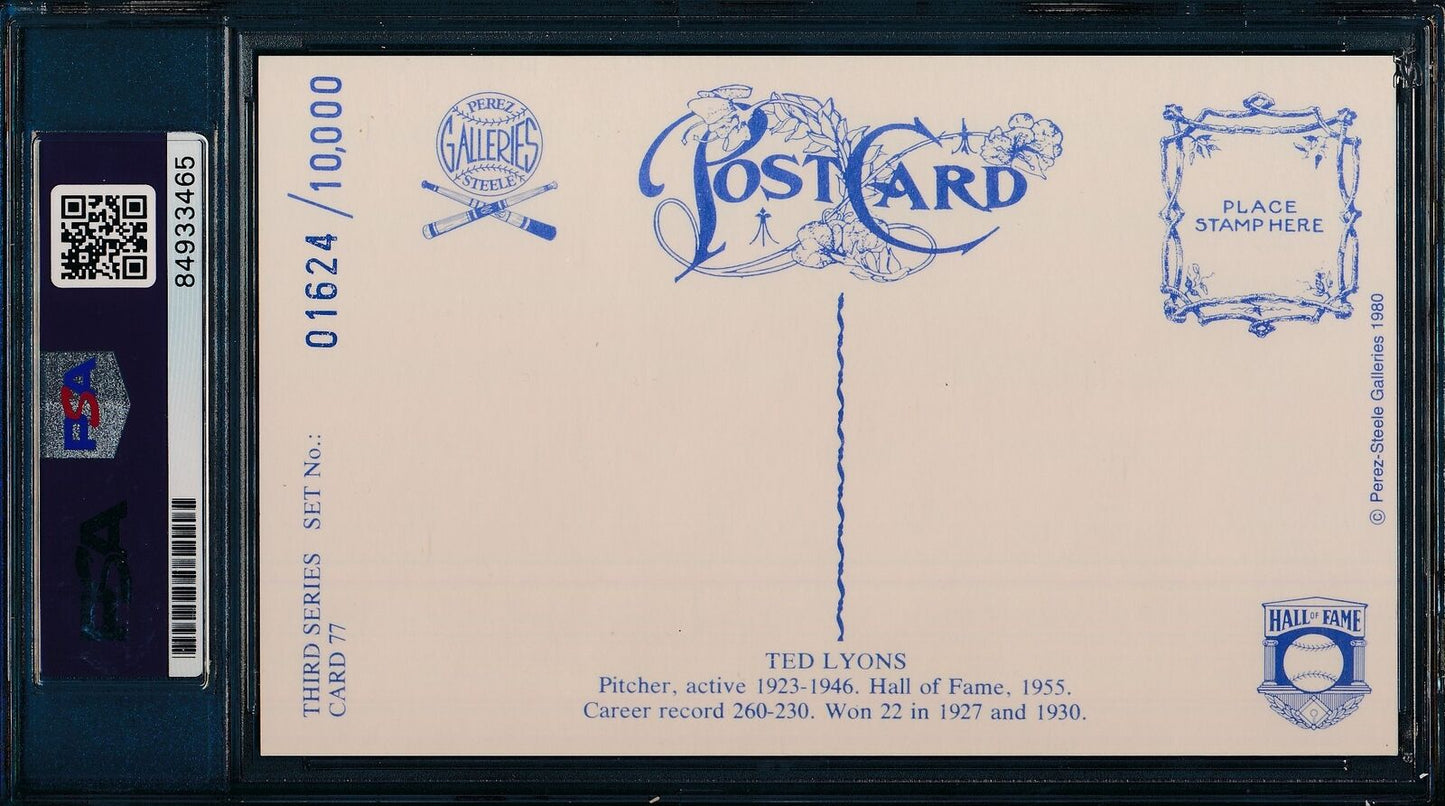 84933465
PSA
PSA
THIRD SERIES SET No.: 01624 / 10,000
CARD 77
PEREZ
GALLERIES
STEELE
POSTCARD
PLACE
STAMP HERE
© Perez-Steele Galleries 1980
HALL OF FAME
TED LYONS
Pitcher, active 1923-1946. Hall of Fame, 1955.
Career record 260-230. Won 22 in 1927 and 1930.